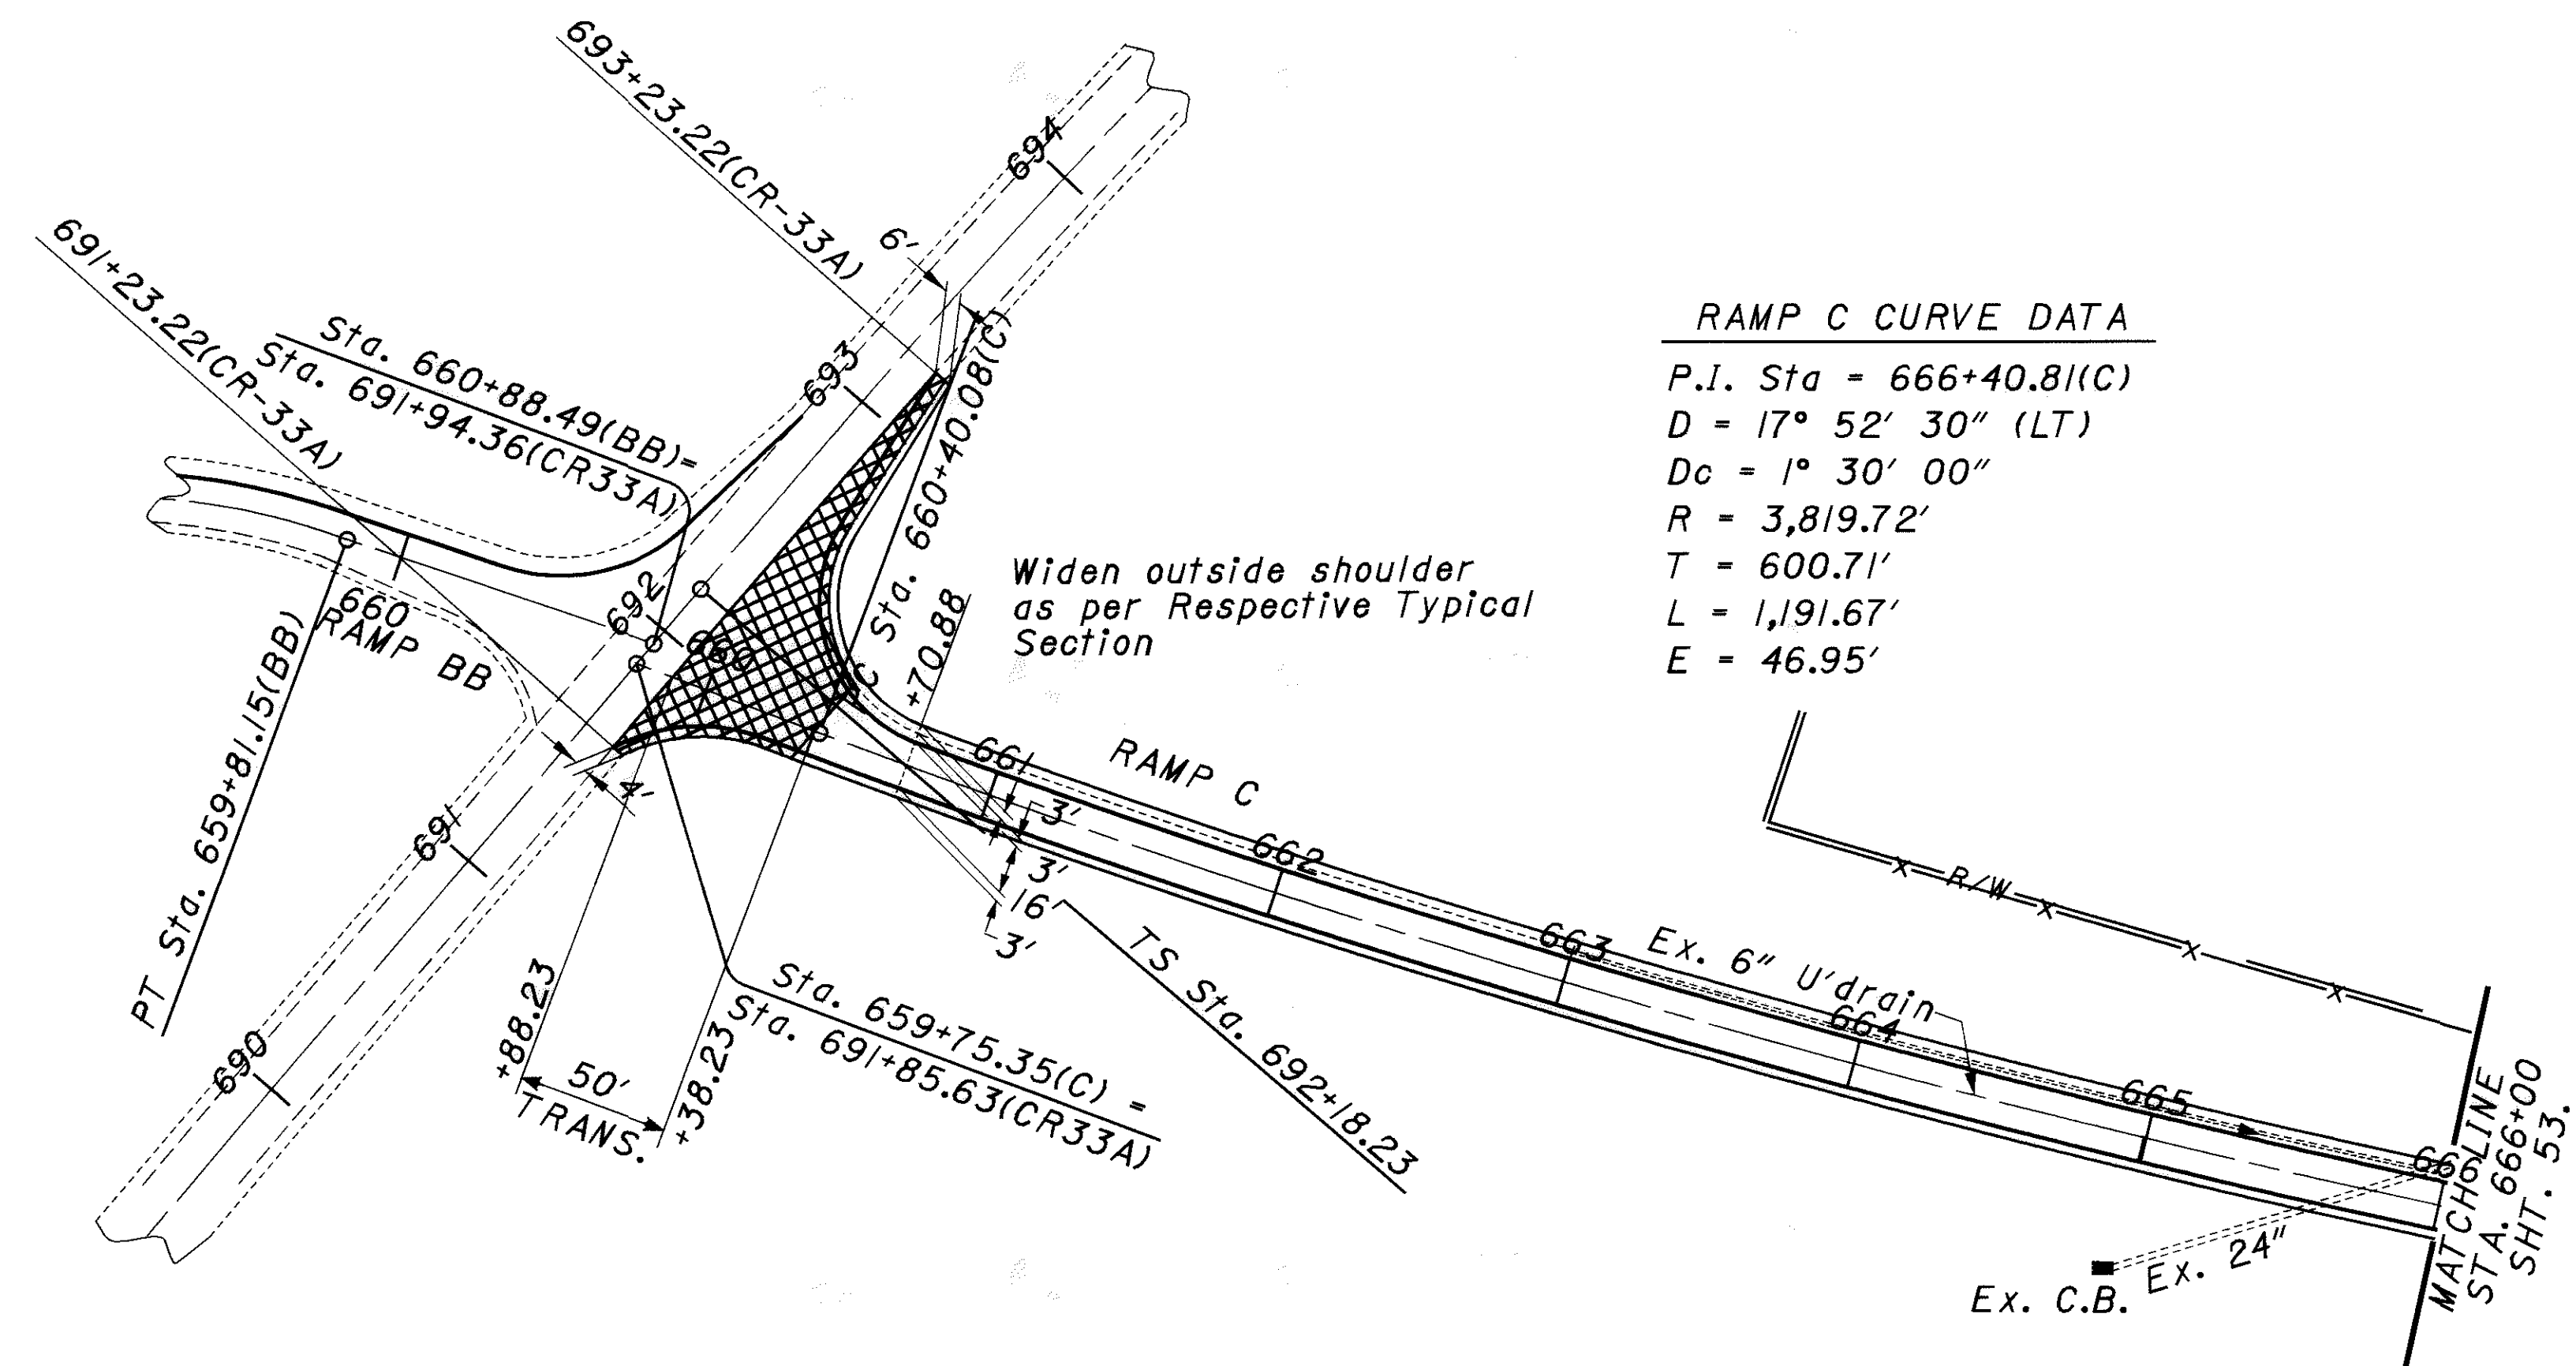 693+23.22(CR-33A)
694
6'
691+23.22(CR-33A)
Sta. 660+88.49(BB)=
Sta. 691+94.36(CR33A)
693
C Sta. 660+40.08(C)
RAMP C CURVE DATA
P.I. Sta = 666+40.81(C)
D = 17° 52' 30" (LT)
Dc = 1° 30' 00"
R = 3,819.72'
T = 600.71'
L = 1,191.67'
E = 46.95'
Widen outside shoulder
as per Respective Typical
Section
692
660
660
RAMP BB
+70.88
PT Sta. 659+81.15(BB)
661
RAMP C
4'
3'
3'
16'
3'
691
662
R/W
663
Ex. 6" U'drain
664
TS Sta. 692+18.23
Sta. 659+75.35(C) =
Sta. 691+85.63(CR33A)
+88.23
50'
TRANS.
+38.23
690
665
666
MATCH LINE
STA. 666+00
SHT. 53.
Ex. 24"
Ex. C.B.